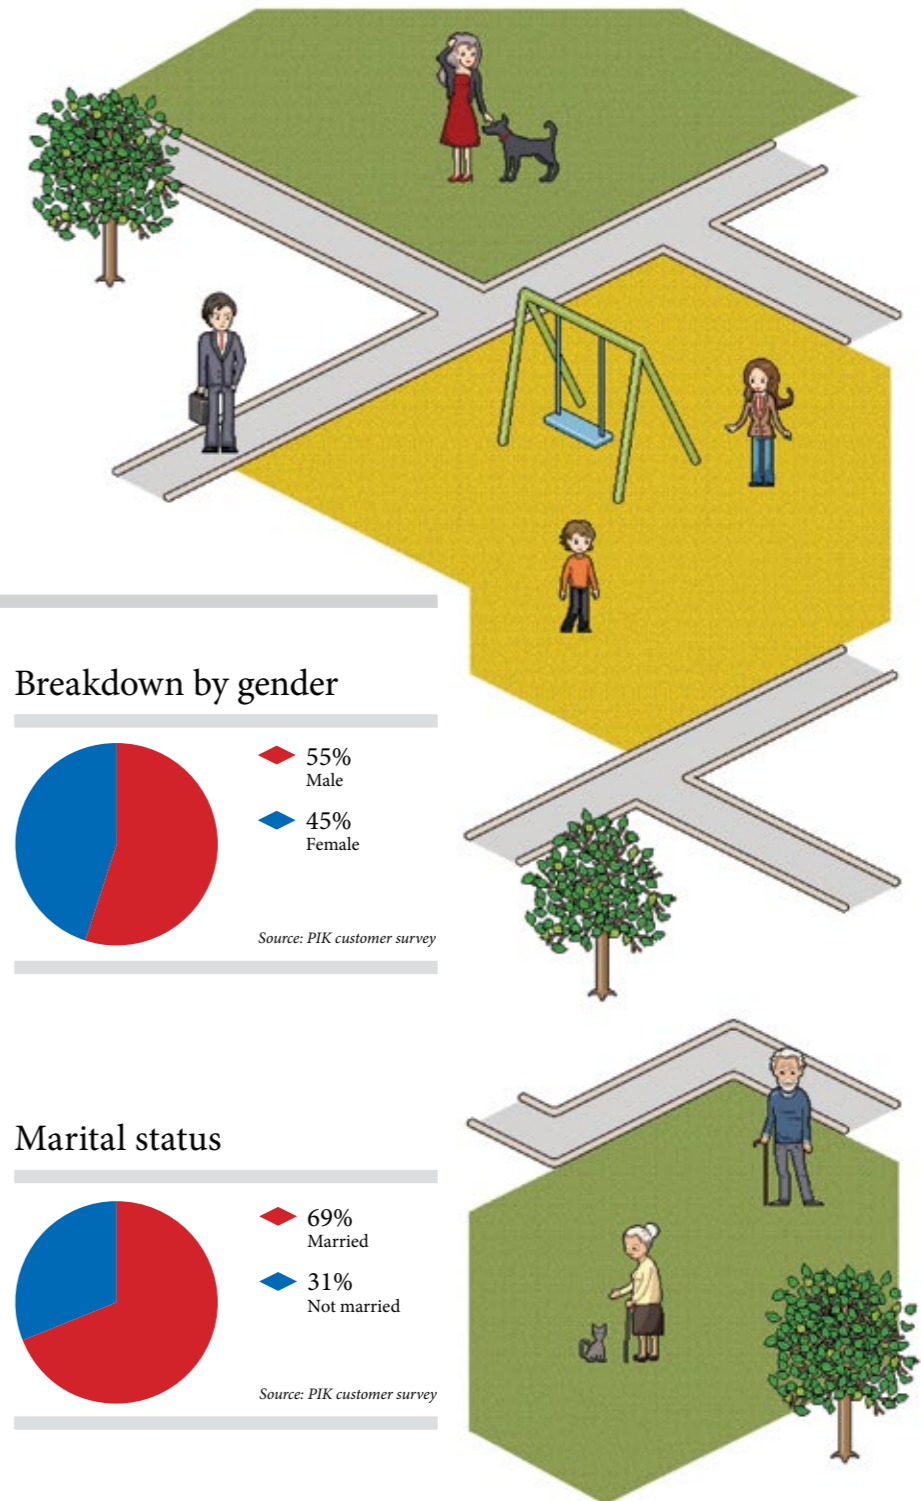 Breakdown by gender
55%
Male
45%
Female
Source: PIK customer survey
Marital status
69%
Married
31%
Not married
Source: PIK customer survey